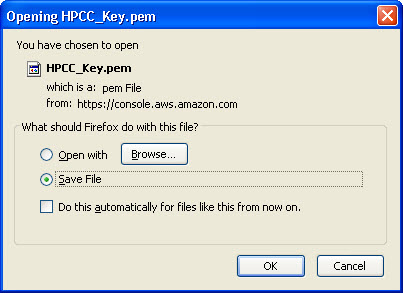 Opening HPCC_Key.pem
You have chosen to open
HPCC_Key.pem
which is a: pem File
from: https://console.aws.amazon.com
What should Firefox do with this file?
Open with Browse...
Save File
Do this automatically for files like this from now on.
OK Cancel